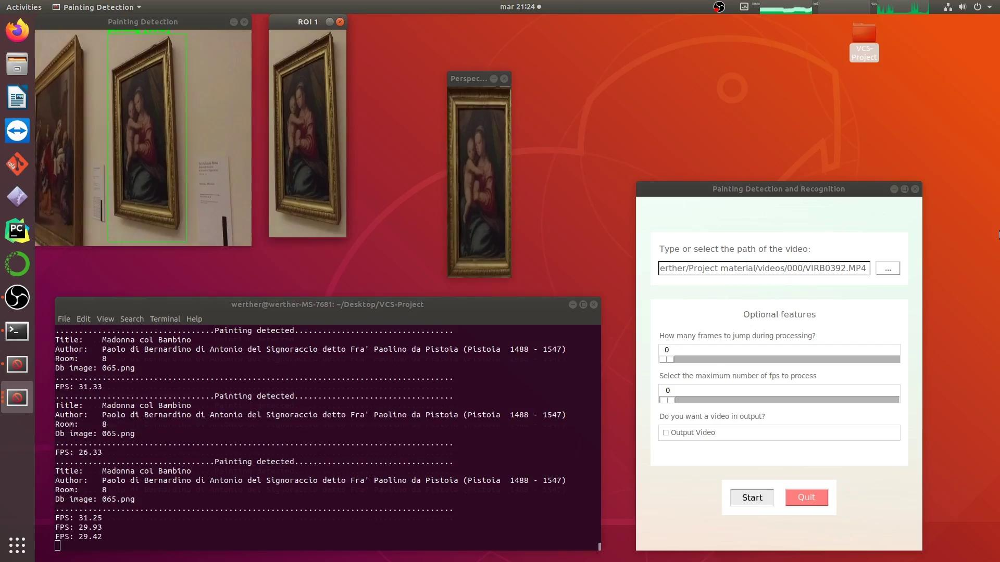 Activities
Painting Detection
mar 21:24
mem
net
gpu
Painting Detection
ROI 1
VCS-
Project
Perspec...
Painting Detection and Recognition
Type or select the path of the video:
erther/Project material/videos/000/VIRB0392.MP4
...
Optional features
How many frames to jump during processing?
0
Select the maximum number of fps to process
0
Do you want a video in output?
Output Video
Start
Quit
cola
PC
werther@werther-MS-7681: ~/Desktop/VCS-Project
File Edit View Search Terminal Help
..................................Painting detected..................................
Title: Madonna col Bambino
Author: Paolo di Bernardino di Antonio del Signoraccio detto Fra' Paolino da Pistoia (Pistoia 1488 - 1547)
Room: 8
Db image: 065.png
.....................................................................................
FPS: 31.33
..................................Painting detected..................................
Title: Madonna col Bambino
Author: Paolo di Bernardino di Antonio del Signoraccio detto Fra' Paolino da Pistoia (Pistoia 1488 - 1547)
Room: 8
Db image: 065.png
.....................................................................................
FPS: 26.33
..................................Painting detected..................................
Title: Madonna col Bambino
Author: Paolo di Bernardino di Antonio del Signoraccio detto Fra' Paolino da Pistoia (Pistoia 1488 - 1547)
Room: 8
Db image: 065.png
.....................................................................................
FPS: 31.25
FPS: 29.93
FPS: 29.42